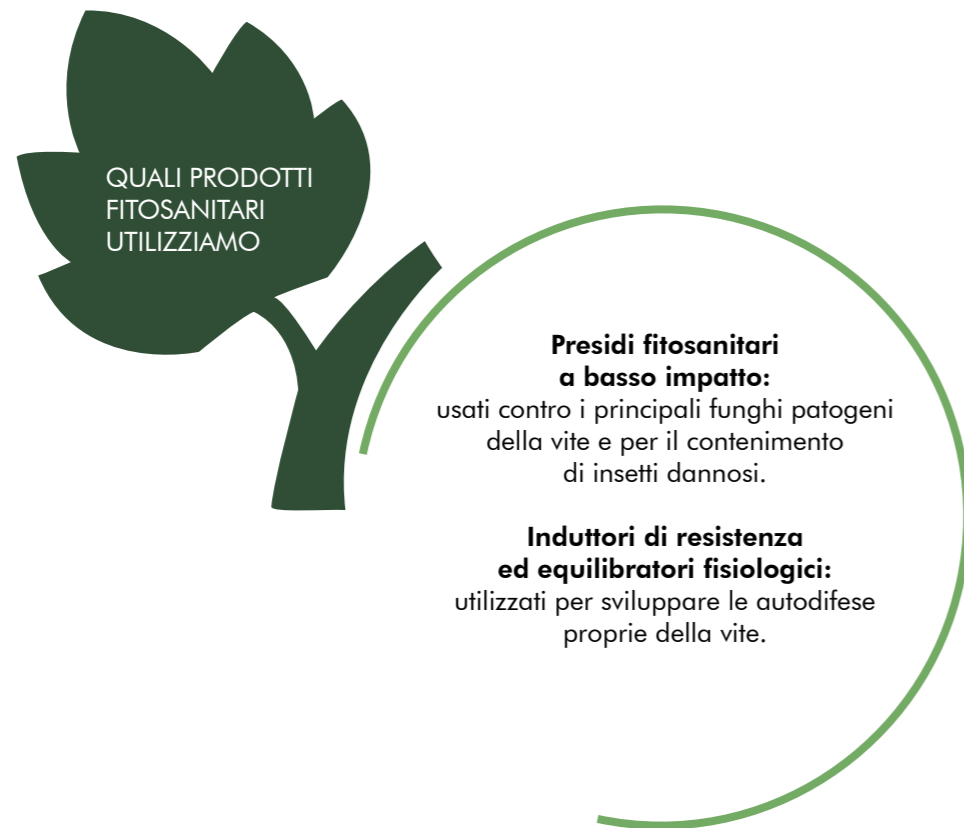 QUALI PRODOTTI
FITOSANITARI
UTILIZZIAMO
Presidi fitosanitari
a basso impatto:
usati contro i principali funghi patogeni
della vite e per il contenimento
di insetti dannosi.
Induttori di resistenza
ed equilibratori fisiologici:
utilizzati per sviluppare le autodifese
proprie della vite.